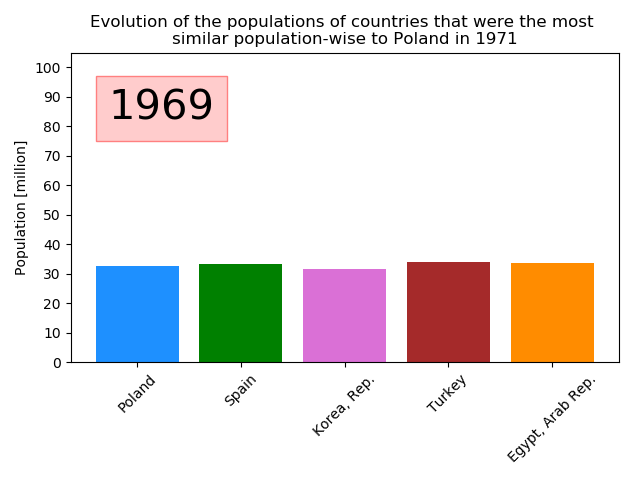 Evolution of the populations of countries that were the most
similar population-wise to Poland in 1971
1969
Population [million]
100
90
80
70
60
50
40
30
20
10
0
Poland
Spain
Korea, Rep.
Turkey
Egypt, Arab Rep.